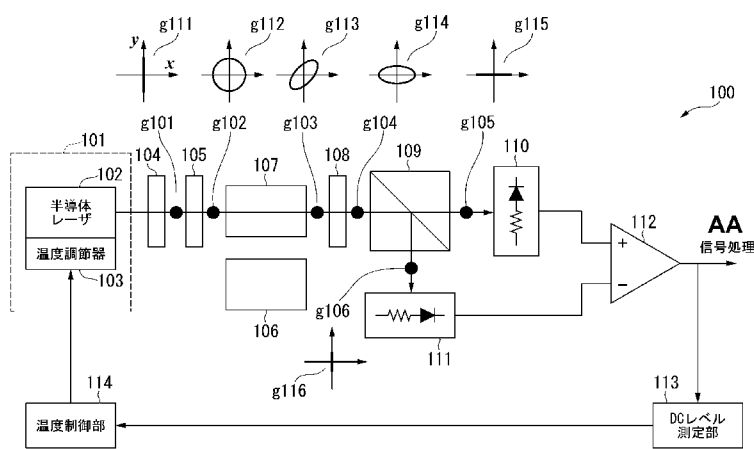 g111
g112
g113
g114
g115
y
x
100
g101
g102
g103
g104
g105
101
102
104
105
107
108
109
110
半導体
レーザ
温度調節器
103
106
g106
111
112
+
−
AA
信号処理
g116
114
温度制御部
113
DCレベル
測定部